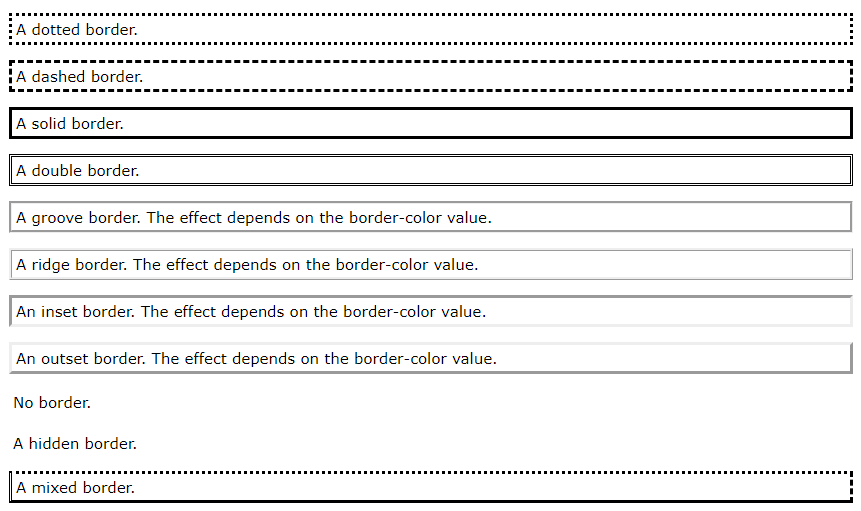 A dotted border.
A dashed border.
A solid border.
A double border.
A groove border. The effect depends on the border-color value.
A ridge border. The effect depends on the border-color value.
An inset border. The effect depends on the border-color value.
An outset border. The effect depends on the border-color value.
No border.
A hidden border.
A mixed border.